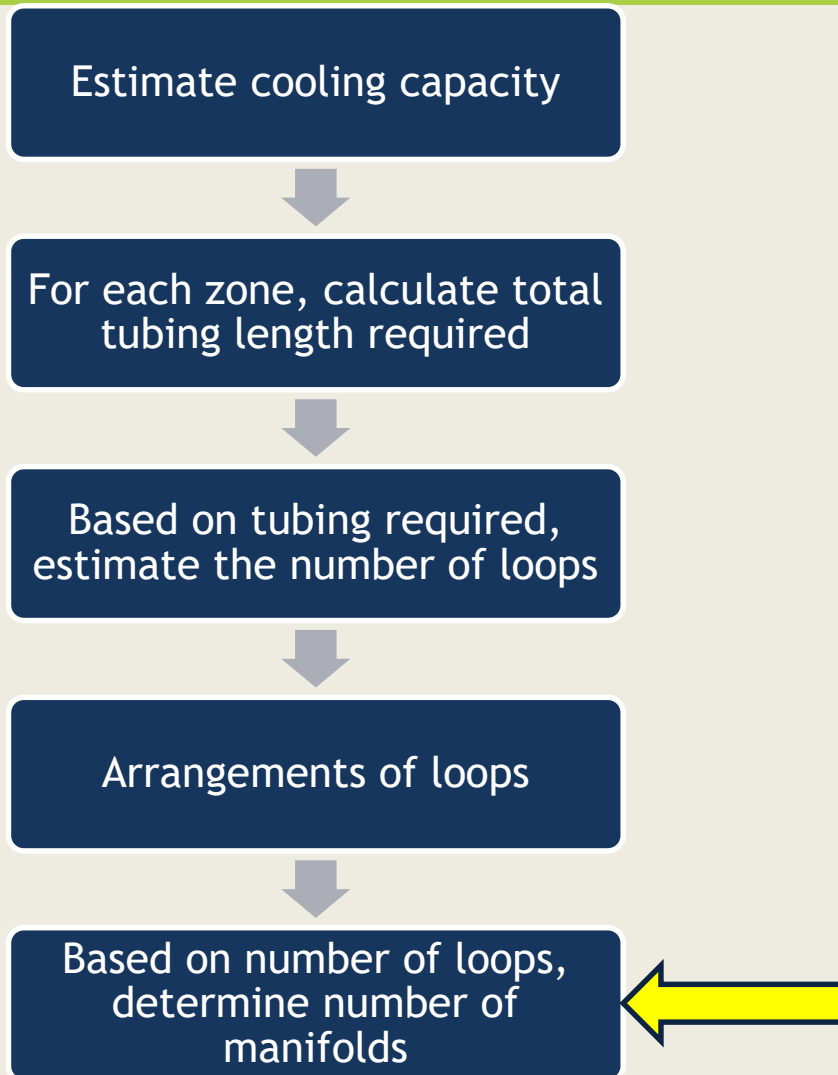 Estimate cooling capacity
For each zone, calculate total
tubing length required
Based on tubing required,
estimate the number of loops
Arrangements of loops
Based on number of loops,
determine number of
manifolds